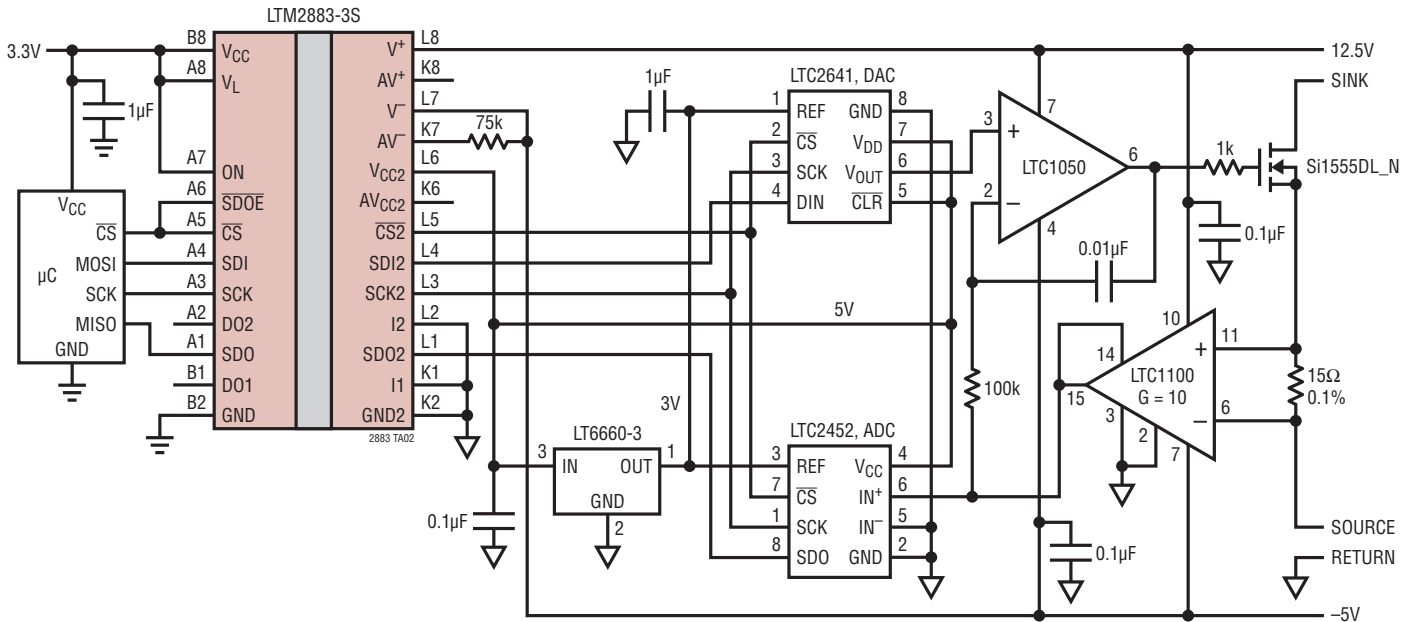 LTM2883-3S
3.3V
B8 VCC
A8 VL
A7 ON
A6 SDOE
A5 CS
A4 SDI
A3 SCK
A2 DO2
A1 SDO
B1 DO1
B2 GND
V+ L8
AV+ K8
V− L7
AV− K7
VCC2 L6
AVCC2 K6
CS2 L5
SDI2 L4
SCK2 L3
I2 L2
SDO2 L1
I1 K1
GND2 K2
2883 TA02
1µF
VCC
CS
MOSI
µC
SCK
MISO
GND
75k
1µF
LTC2641, DAC
1 REF
2 CS
3 SCK
4 DIN
GND 8
VDD 7
VOUT 6
CLR 5
3 +
2 −
LTC1050
7
6
4
0.01µF
1k
12.5V
SINK
Si1555DL_N
0.1µF
5V
3V
100k
10
14
11 +
LTC1100
G = 10
15
3
2
6 −
7
15Ω
0.1%
LT6660-3
3 IN
OUT 1
GND
2
0.1µF
LTC2452, ADC
3 REF
7 CS
1 SCK
8 SDO
VCC 4
IN+ 6
IN− 5
GND 2
0.1µF
SOURCE
RETURN
−5V